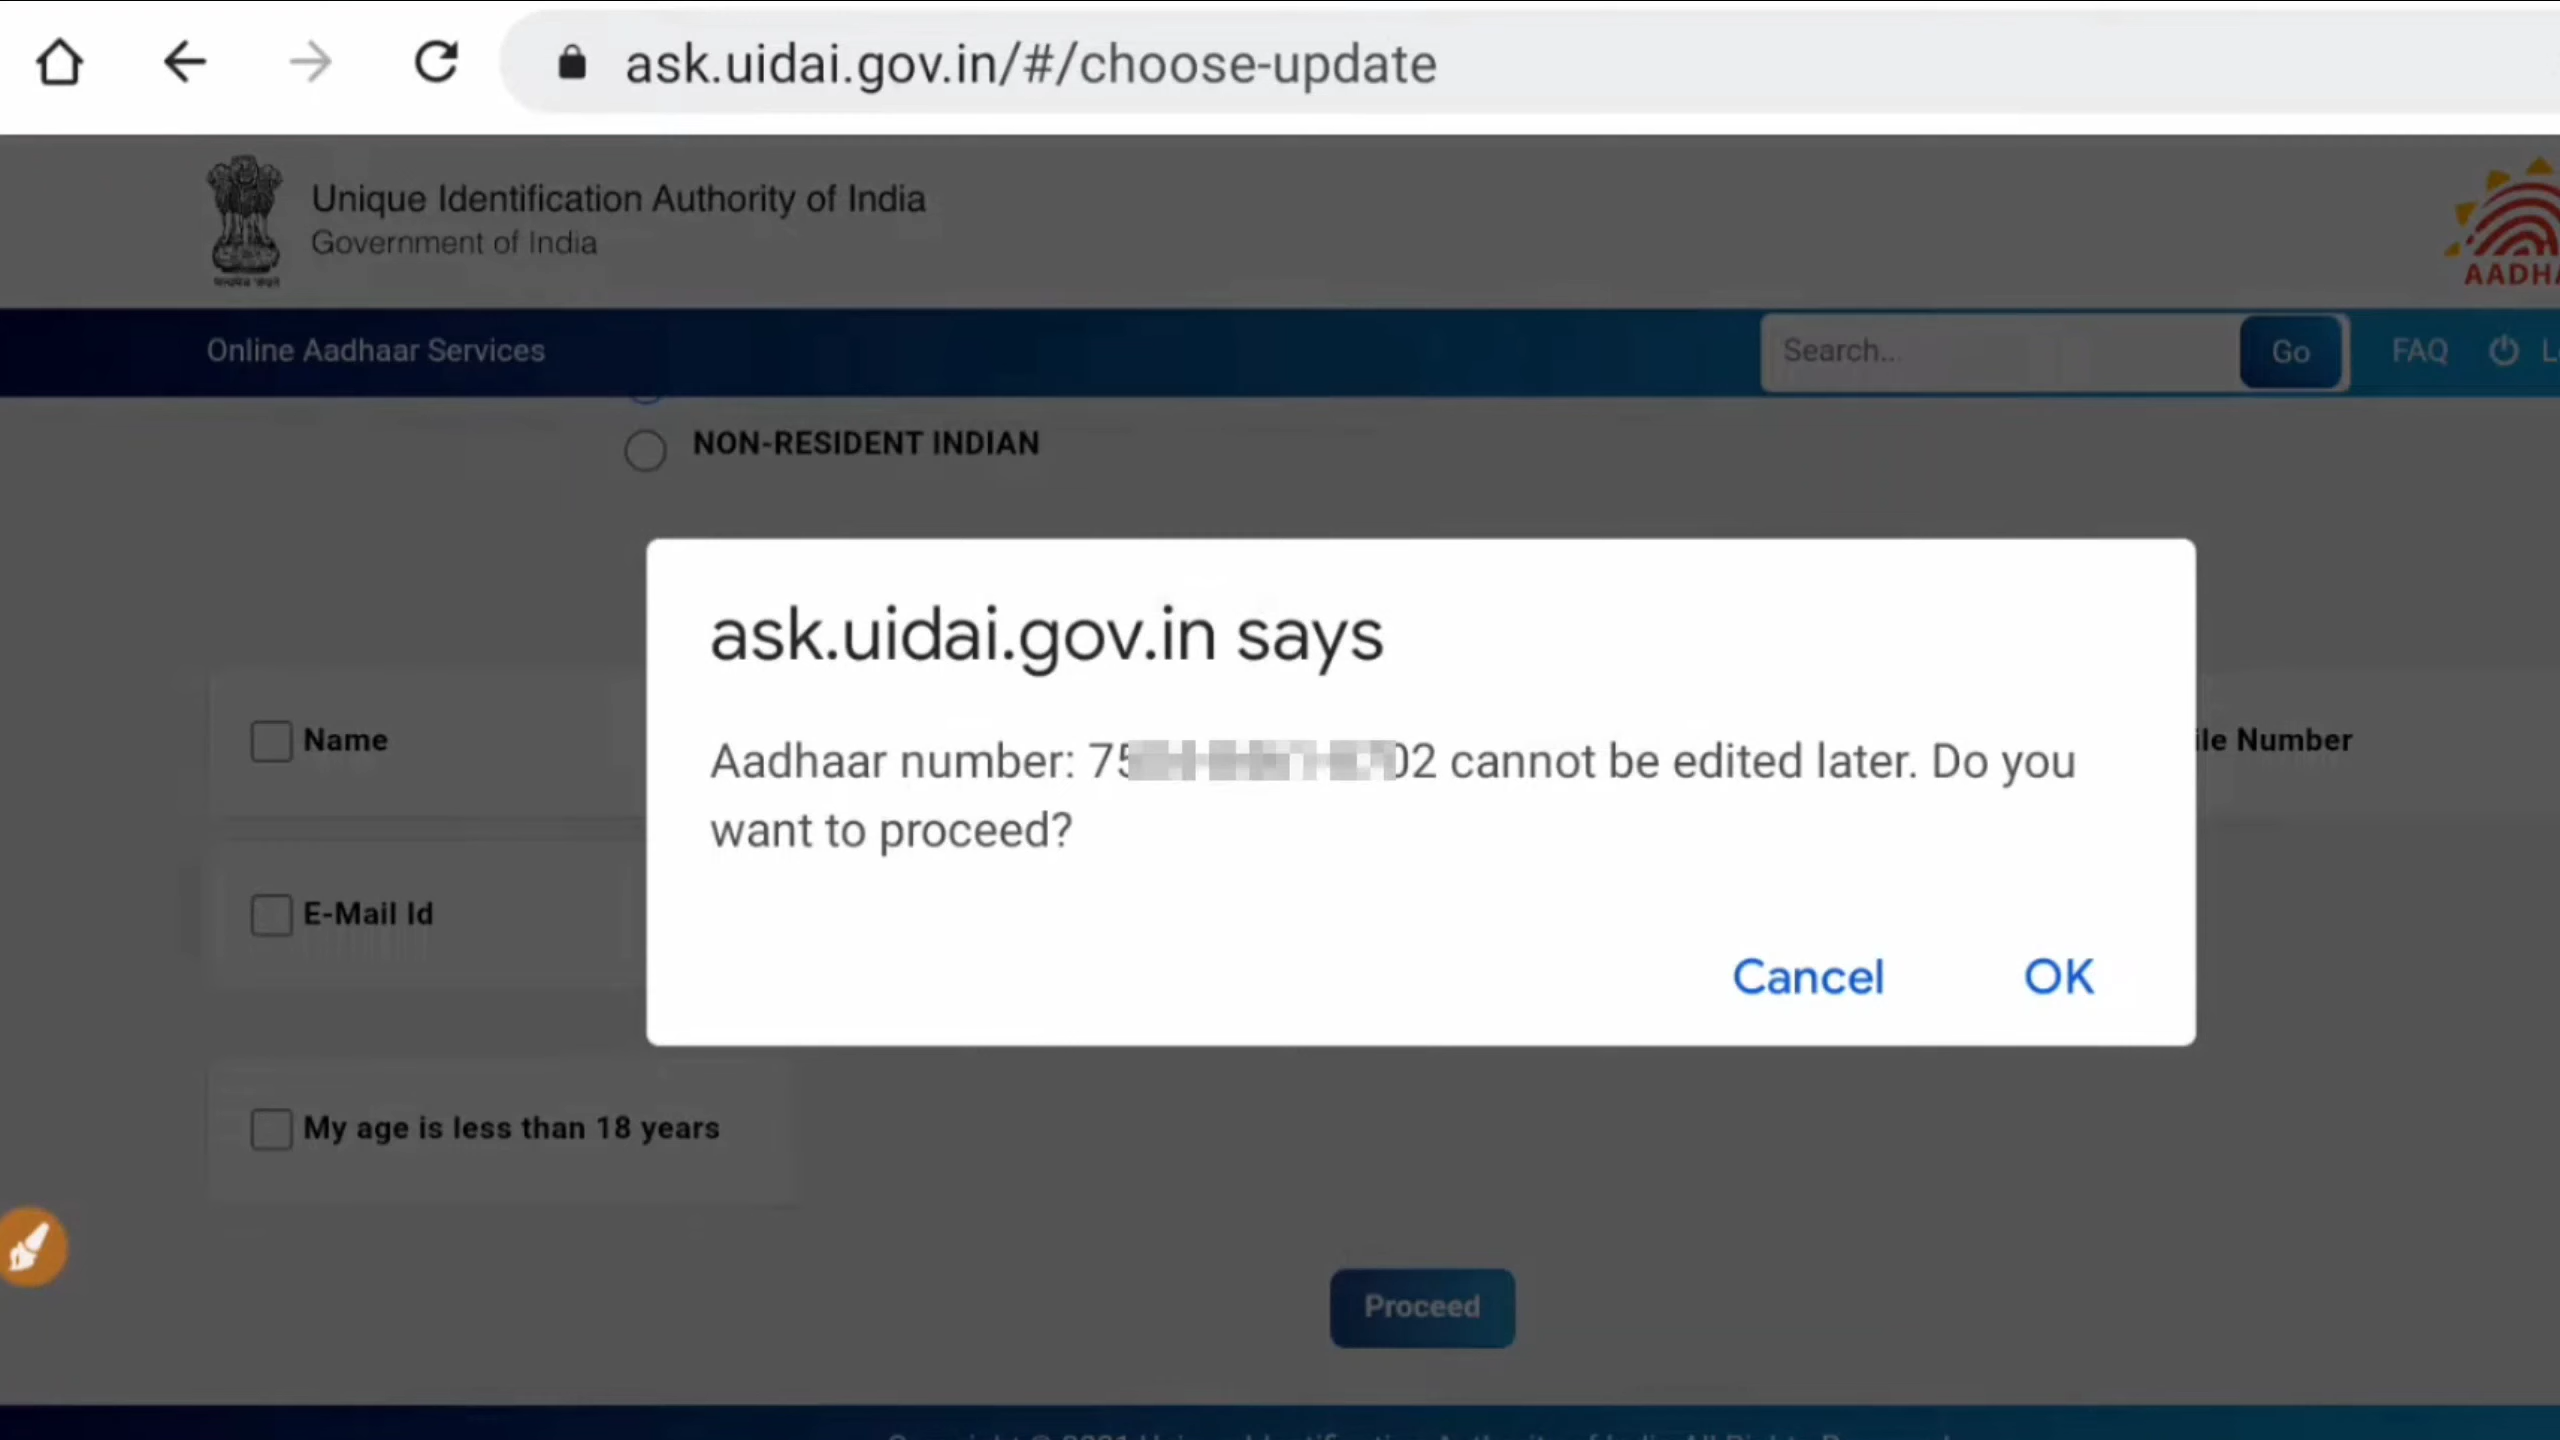 ask.uidai.gov.in/#/choose-update
Unique Identification Authority of India
Government of India
Online Aadhaar Services
Search...
Go
FAQ
NON-RESIDENT INDIAN
ask.uidai.gov.in says
Aadhaar number: 75 02 cannot be edited later. Do you
want to proceed?
Cancel
OK
Name
Number
E-Mail Id
My age is less than 18 years
Proceed